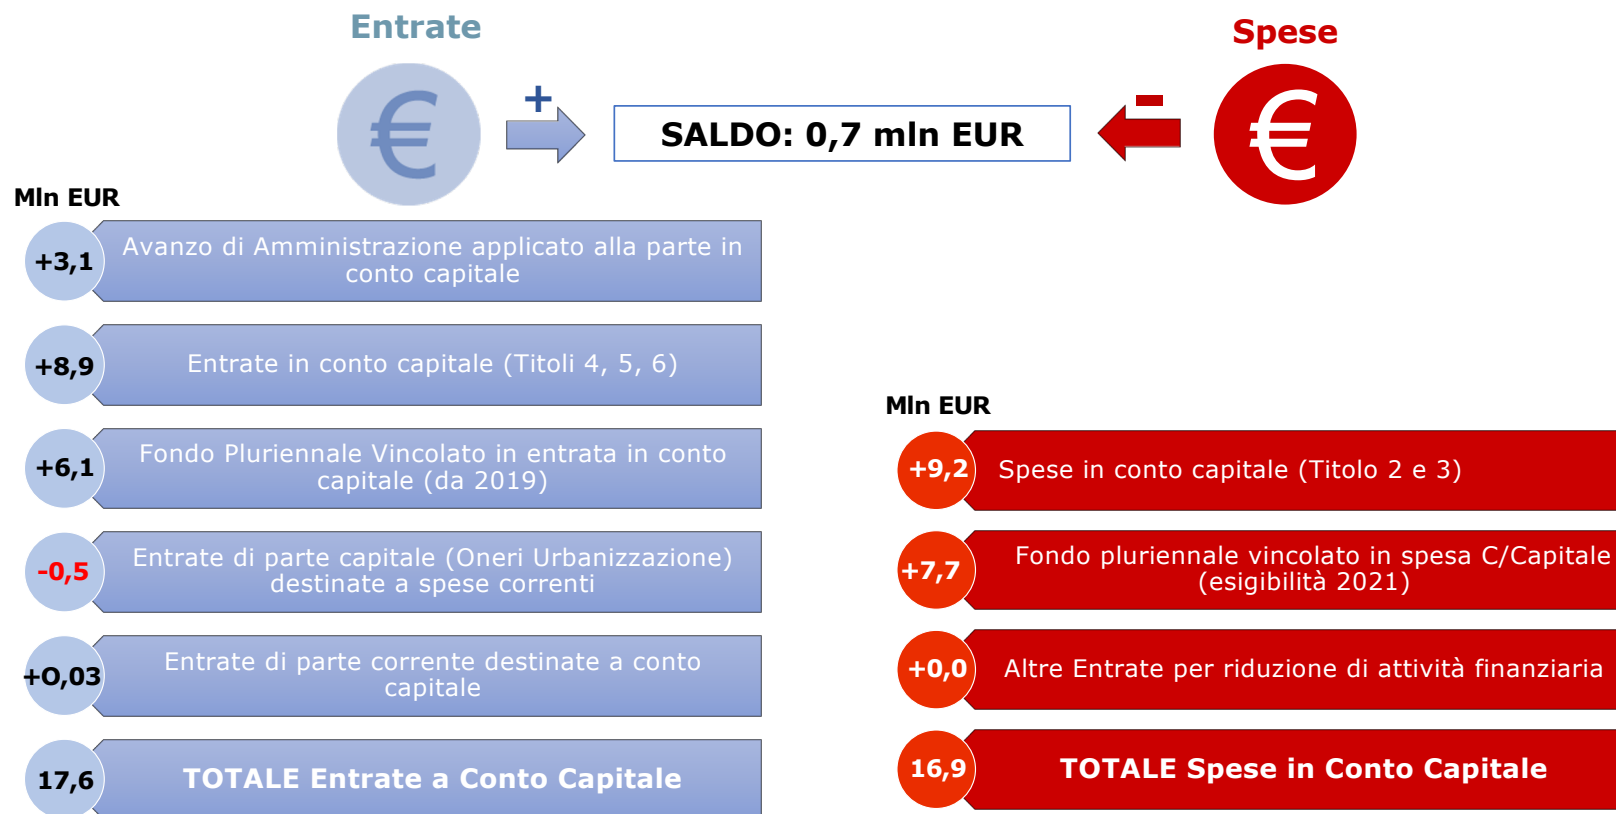 Entrate
Spese
€
+
SALDO: 0,7 mln EUR
-
€
Mln EUR
+3,1
Avanzo di Amministrazione applicato alla parte in
conto capitale
+8,9
Entrate in conto capitale (Titoli 4, 5, 6)
+6,1
Fondo Pluriennale Vincolato in entrata in conto
capitale (da 2019)
-0,5
Entrate di parte capitale (Oneri Urbanizzazione)
destinate a spese correnti
+O,03
Entrate di parte corrente destinate a conto
capitale
17,6
TOTALE Entrate a Conto Capitale
Mln EUR
+9,2
Spese in conto capitale (Titolo 2 e 3)
+7,7
Fondo pluriennale vincolato in spesa C/Capitale
(esigibilità 2021)
+0,0
Altre Entrate per riduzione di attività finanziaria
16,9
TOTALE Spese in Conto Capitale